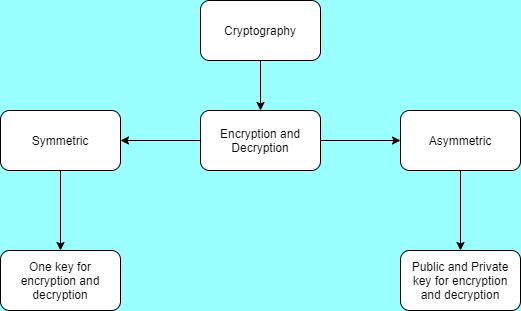 Cryptography
Symmetric
Encryption and
Decryption
Asymmetric
One key for
encryption and
decryption
Public and Private
key for encryption
and decryption